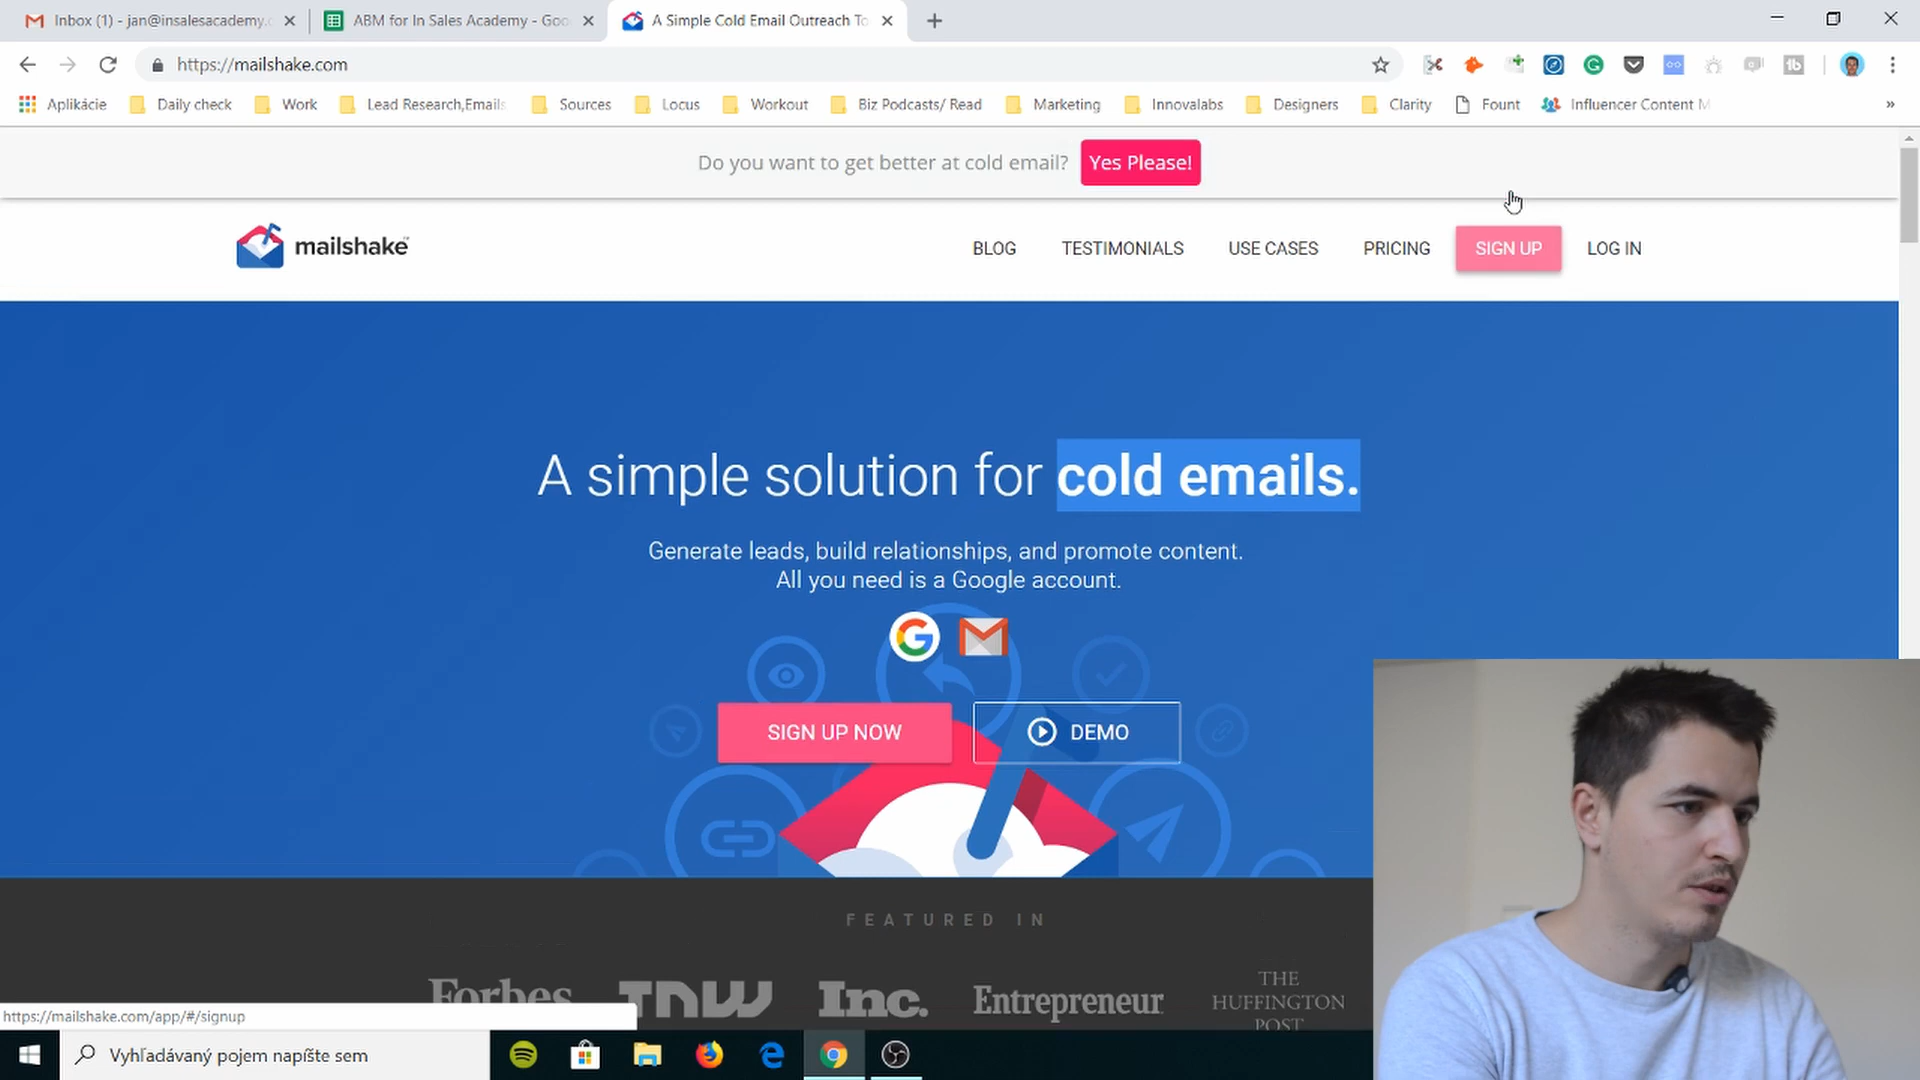 Inbox (1) - jan@insalesacademy.c
ABM for In Sales Academy - Goo
A Simple Cold Email Outreach To
https://mailshake.com
Aplikácie
Daily check
Work
Lead Research,Emails
Sources
Locus
Workout
Biz Podcasts/ Read
Marketing
Innovalabs
Designers
Clarity
Fount
Influencer Content M
»
Do you want to get better at cold email?
Yes Please!
mailshake
BLOG
TESTIMONIALS
USE CASES
PRICING
SIGN UP
LOG IN
A simple solution for cold emails.
Generate leads, build relationships, and promote content.
All you need is a Google account.
SIGN UP NOW
DEMO
FEATURED IN
Forbes
TNW
Inc.
Entrepreneur
THE
HUFFINGTON
POST
https://mailshake.com/app/#/signup
Vyhľadávaný pojem napíšte sem